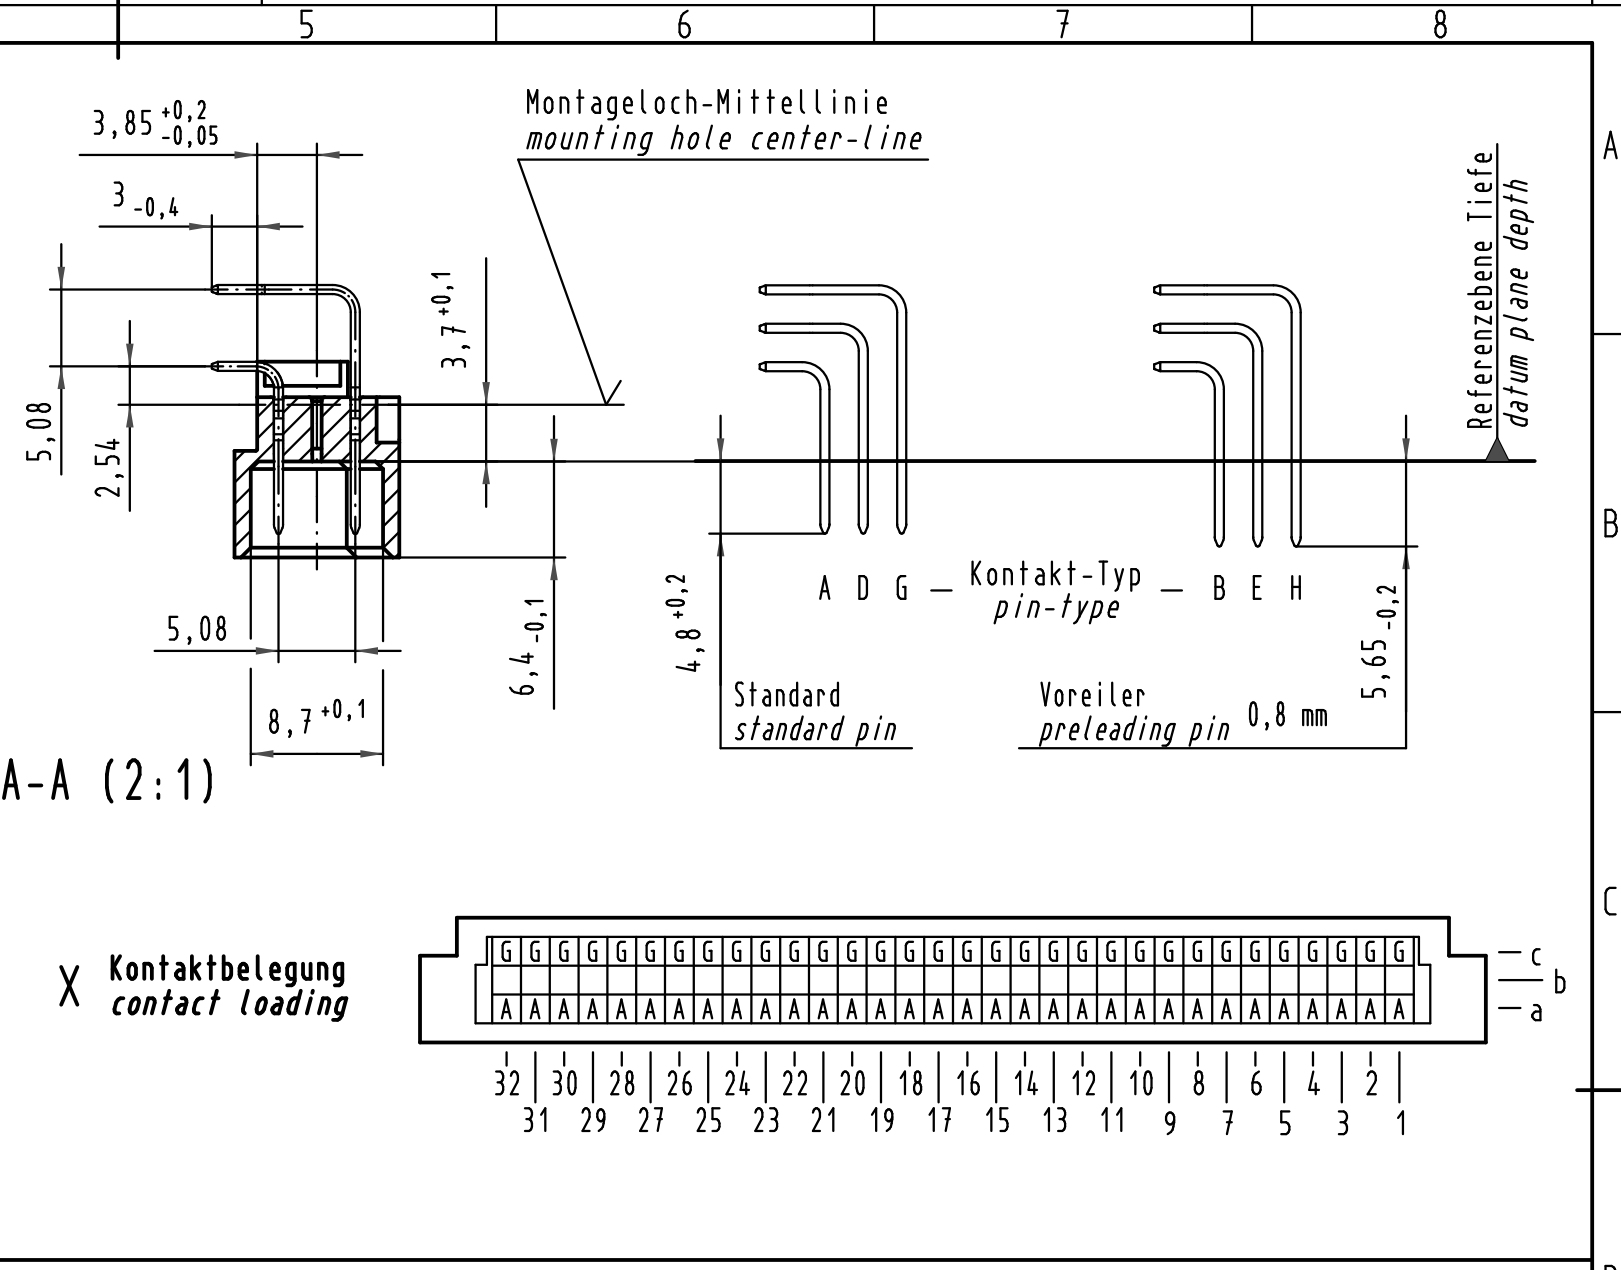 5 6 7 8
A
B
C
3,85 +0,2 -0,05
3 -0,4
5,08
2,54
3,7 +0,1
6,4 -0,1
5,08
8,7 +0,1
A-A (2:1)
Montageloch-Mittellinie
mounting hole center-line
Referenzebene Tiefe
datum plane depth
A D G — Kontakt-Typ — B E H
pin-type
4,8 +0,2
5,65 -0,2
Standard
standard pin
Voreiler
preleading pin 0,8 mm
X Kontaktbelegung
contact loading
G G G G G G G G G G G G G G G G G G G G G G G G G G G G G G G G — c
— b
A A A A A A A A A A A A A A A A A A A A A A A A A A A A A A A A — a
32 30 28 26 24 22 20 18 16 14 12 10 8 6 4 2
31 29 27 25 23 21 19 17 15 13 11 9 7 5 3 1